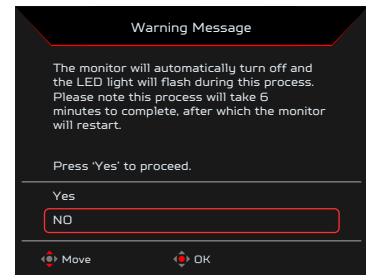 Warning Message
The monitor will automatically turn off and
the LED light will flash during this process.
Please note this process will take 6
minutes to complete, after which the monitor
will restart.
Press ‘Yes’ to proceed.
Yes
NO
Move OK